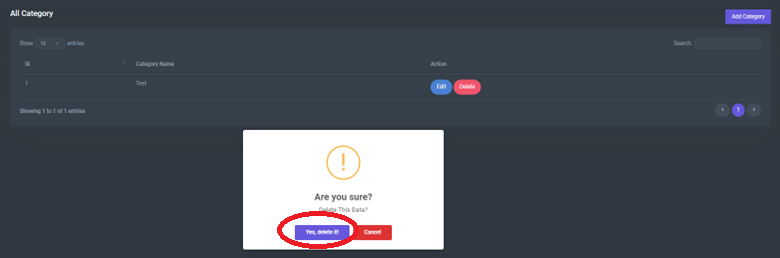 All Category
Add Category
Show 10 entries
Search
Sl Category Name Action
1 Test Edit Delete
Showing 1 to 1 of 1 entries
1
!
Are you sure?
Delete This Data?
Yes, delete it! Cancel